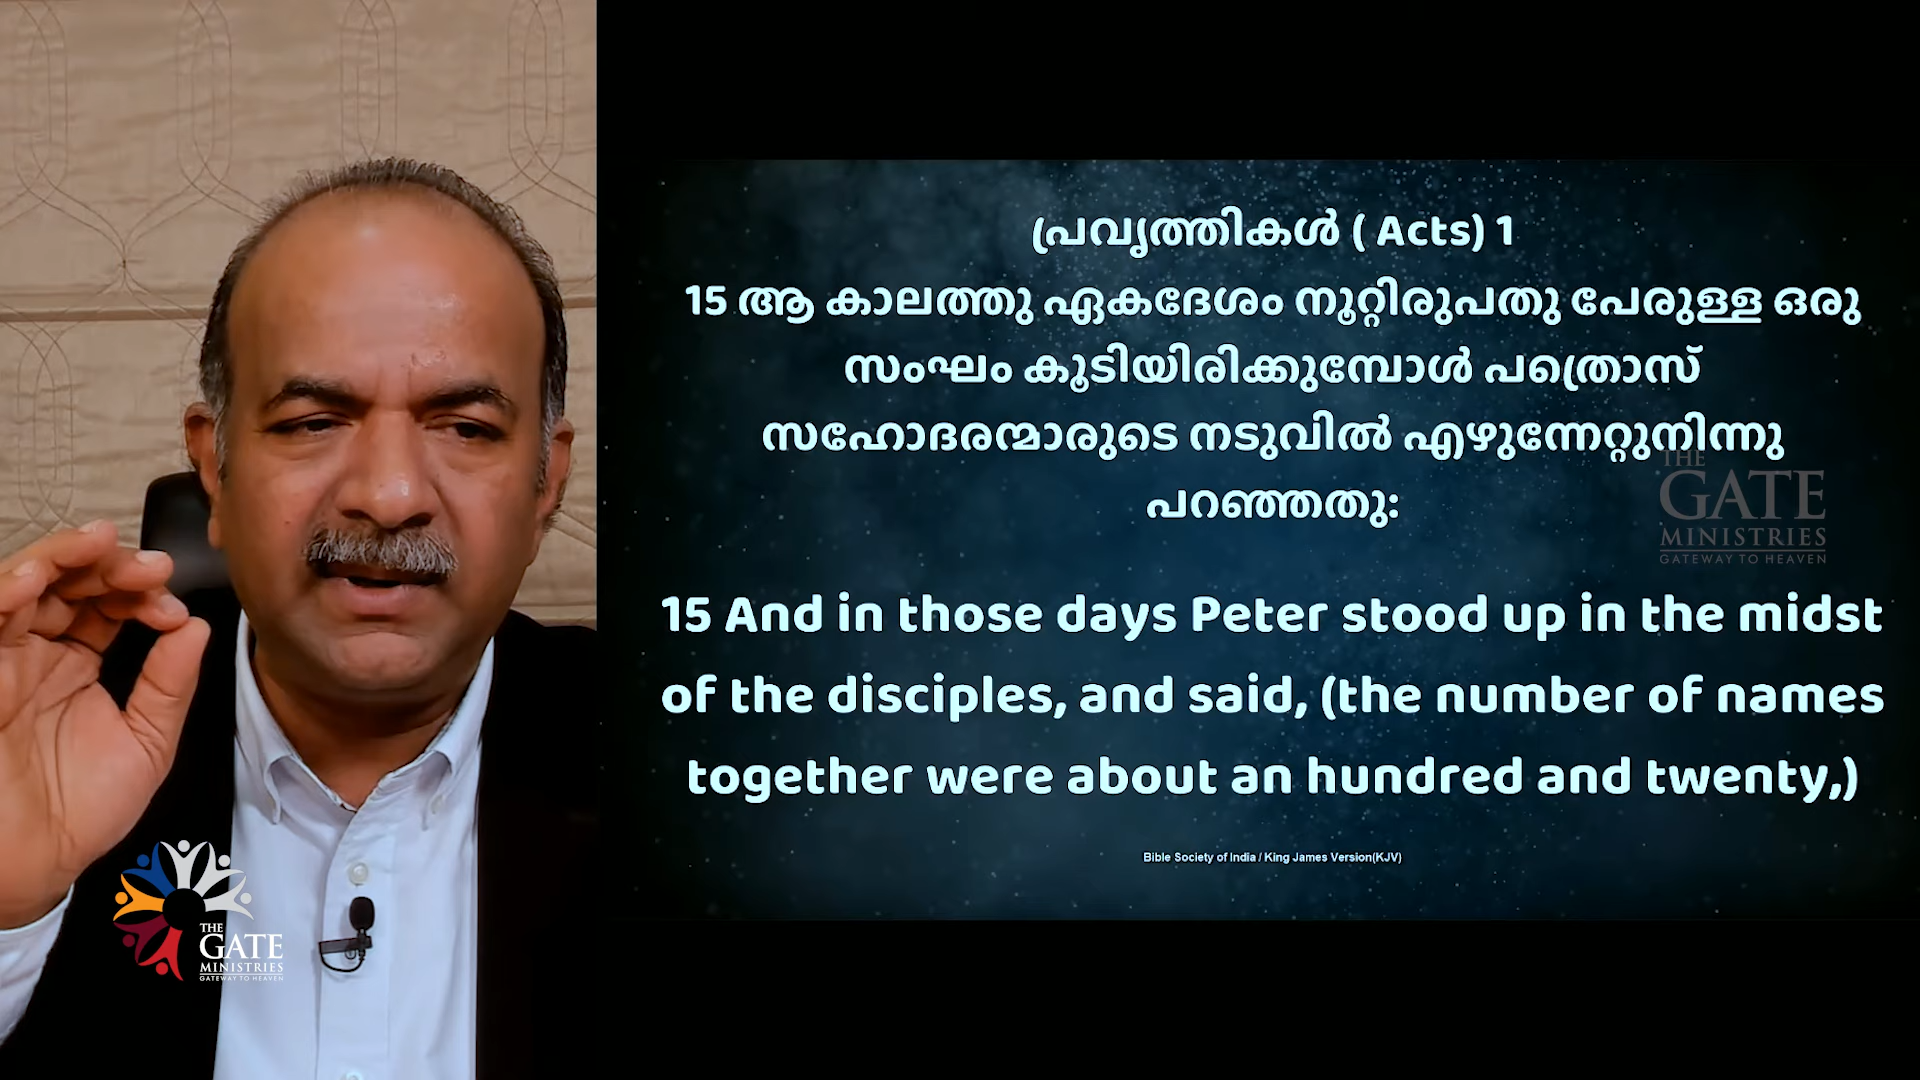 പ്രവൃത്തികൾ ( Acts) 1
15 ആ കാലത്തു ഏകദേശം നൂറ്റിരുപതു പേരുള്ള ഒരു
സംഘം കൂടിയിരിക്കുമ്പോൾ പത്രൊസ്
സഹോദരന്മാരുടെ നടുവിൽ എഴുന്നേറ്റുനിന്നു
പറഞ്ഞതു:
THE
GATE
MINISTRIES
GATEWAY TO HEAVEN
15 And in those days Peter stood up in the midst
of the disciples, and said, (the number of names
together were about an hundred and twenty,)
Bible Society of India / King James Version(KJV)
THE
GATE
MINISTRIES
GATEWAY TO HEAVEN